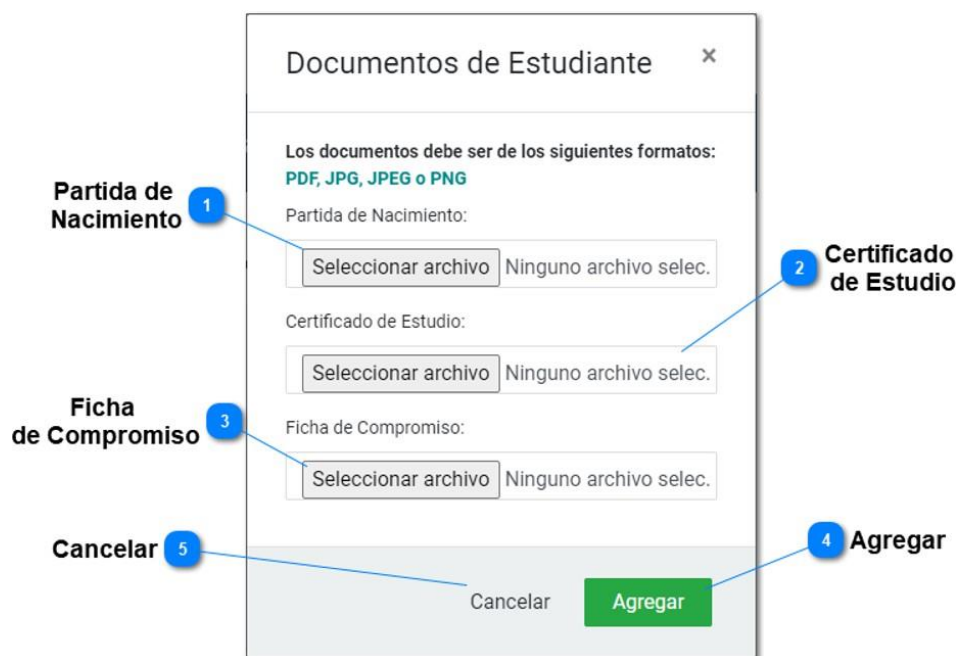 Documentos de Estudiante ×
Los documentos debe ser de los siguientes formatos:
PDF, JPG, JPEG o PNG
Partida de
Nacimiento 1
Partida de Nacimiento:
Seleccionar archivo Ninguno archivo selec.
2 Certificado
de Estudio
Certificado de Estudio:
Seleccionar archivo Ninguno archivo selec.
Ficha
de Compromiso 3
Ficha de Compromiso:
Seleccionar archivo Ninguno archivo selec.
Cancelar 5
4 Agregar
Cancelar Agregar